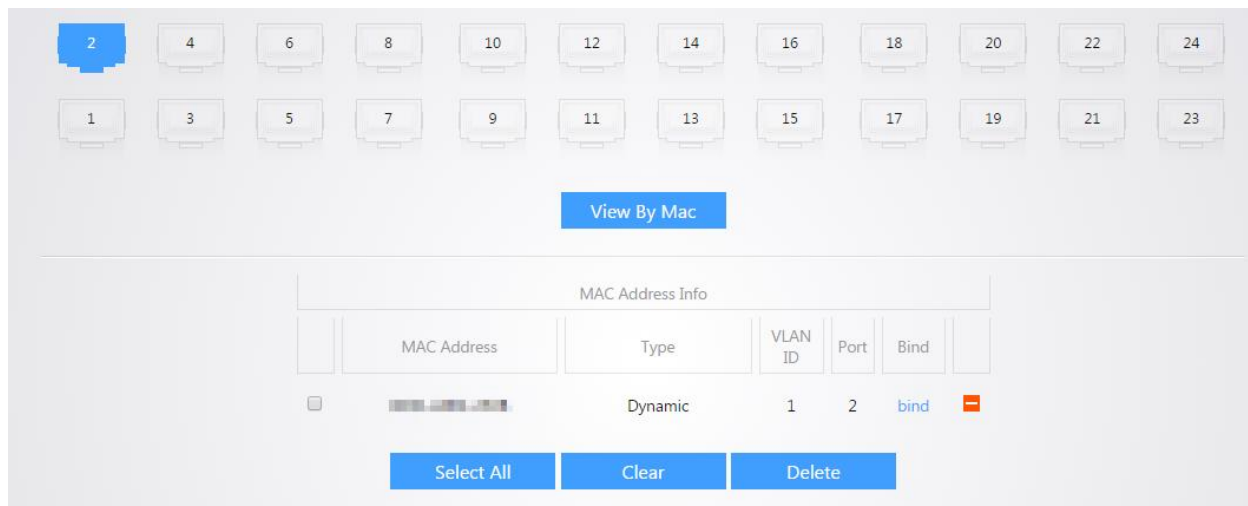 2 4 6 8 10 12 14 16 18 20 22 24
1 3 5 7 9 11 13 15 17 19 21 23
View By Mac
MAC Address Info
MAC Address Type VLAN ID Port Bind
Dynamic 1 2 bind
Select All Clear Delete